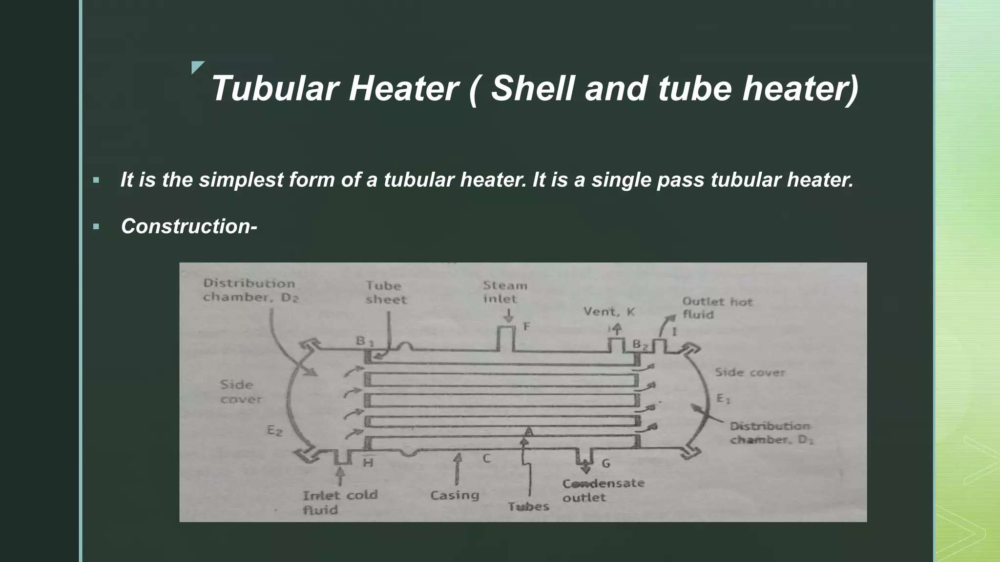 Tubular Heater ( Shell and tube heater)
It is the simplest form of a tubular heater. It is a single pass tubular heater.
Construction-
Distribution
chamber, D2
Tube
sheet
Steam
inlet
Vent, K
Outlet hot
fluid
F
I
B1
B2
Side
cover
Side cover
E1
E2
A
Distribution
chamber, D1
H
C
G
Inlet cold
fluid
Casing
Tubes
Condensate
outlet